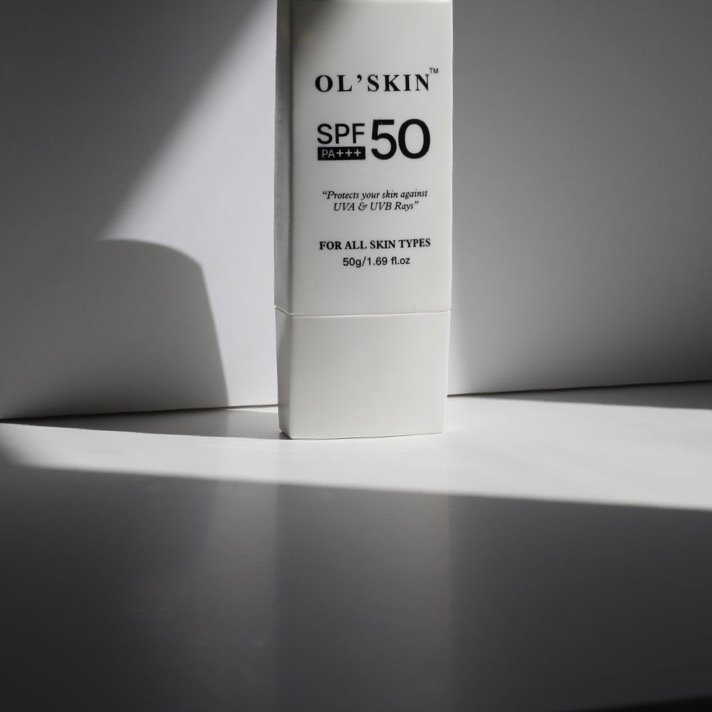 OL'SKIN™
SPF 50
PA+++
"Protects your skin against
UVA & UVB Rays"
FOR ALL SKIN TYPES
50g/1.69 fl.oz